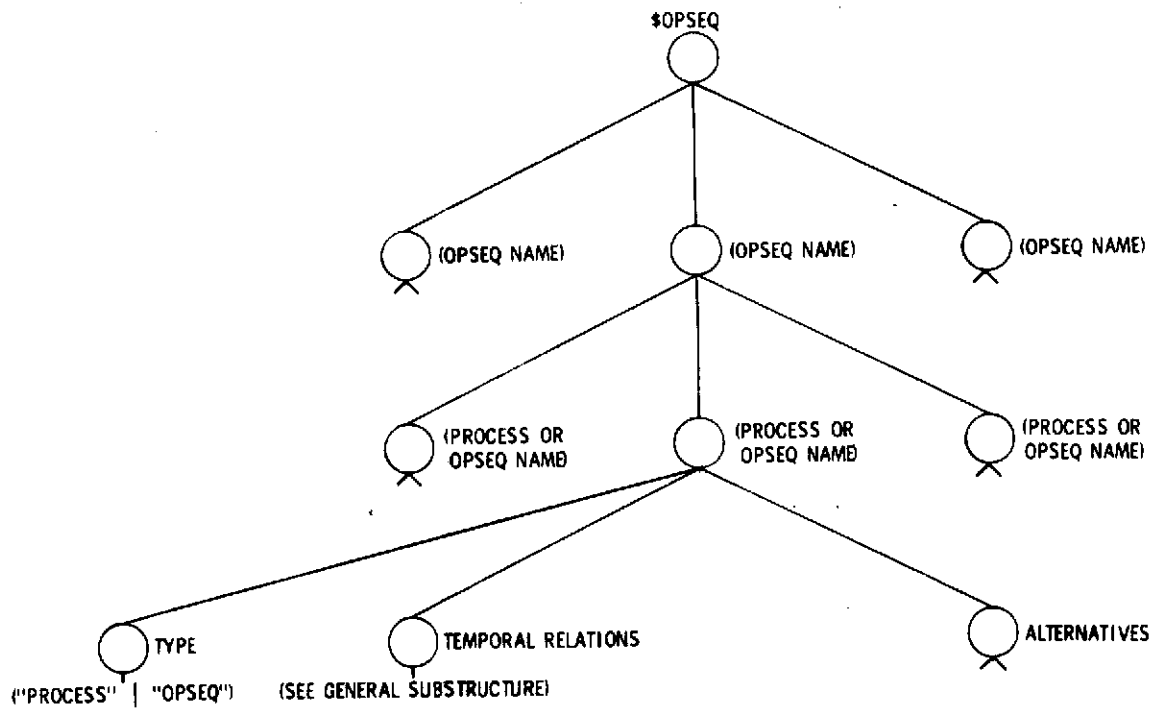 $OPSEQ
(OPSEQ NAME)
(OPSEQ NAME)
(OPSEQ NAME)
(PROCESS OR
OPSEQ NAME)
(PROCESS OR
OPSEQ NAME)
(PROCESS OR
OPSEQ NAME)
TYPE
TEMPORAL RELATIONS
ALTERNATIVES
("PROCESS" | "OPSEQ")
(SEE GENERAL SUBSTRUCTURE)